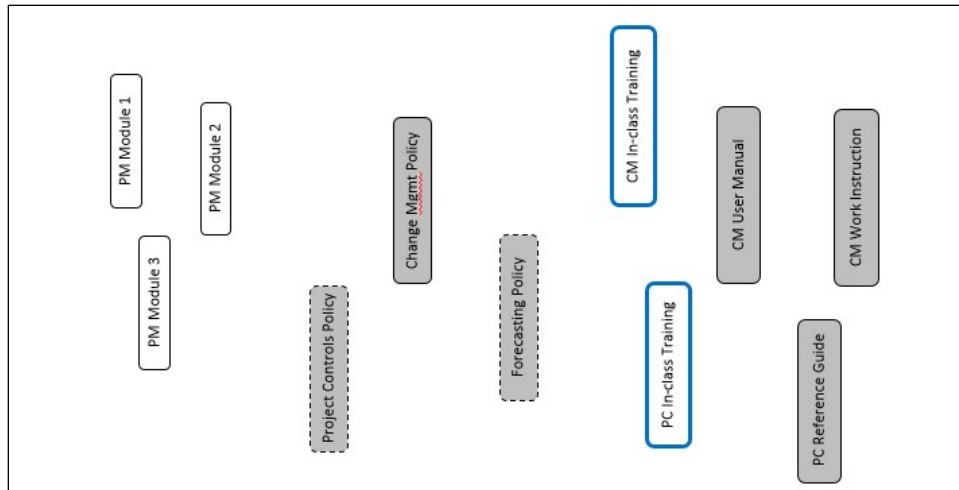 PM Module 1
PM Module 3
PM Module 2
Project Controls Policy
Change Mgmt Policy
Forecasting Policy
CM In-class Training
PC In-class Training
CM User Manual
PC Reference Guide
CM Work Instruction